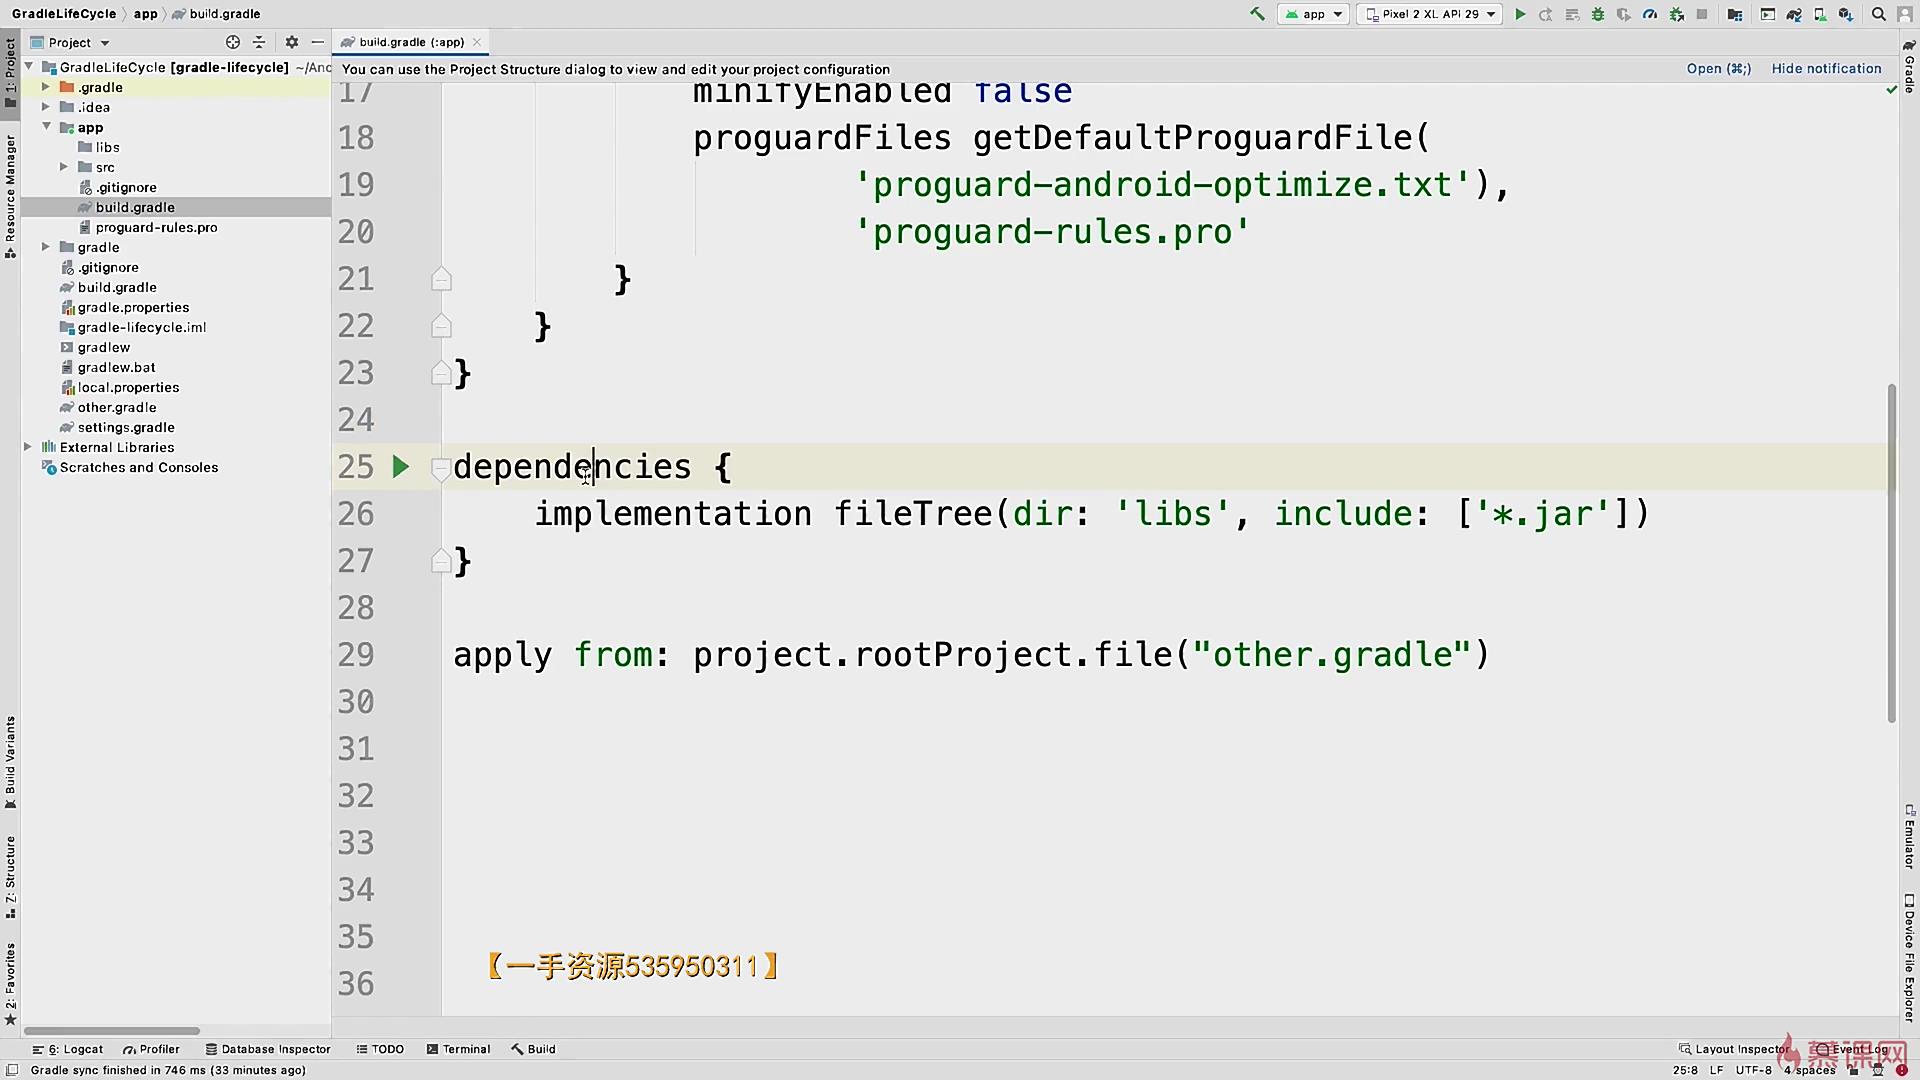 GradleLifeCycle app build.gradle
app
Pixel 2 XL API 29
Project
build.gradle (:app)
You can use the Project Structure dialog to view and edit your project configuration
Open (⌘;)
Hide notification
1: Project
Resource Manager
Build Variants
7: Structure
2: Favorites
GradleLifeCycle [gradle-lifecycle] ~/Anc
.gradle
.idea
app
libs
src
.gitignore
build.gradle
proguard-rules.pro
gradle
.gitignore
build.gradle
gradle.properties
gradle-lifecycle.iml
gradlew
gradlew.bat
local.properties
other.gradle
settings.gradle
External Libraries
Scratches and Consoles
17 minifyEnabled false
18 proguardFiles getDefaultProguardFile(
19 'proguard-android-optimize.txt'),
20 'proguard-rules.pro'
21 }
22 }
23 }
24
25 dependencies {
26 implementation fileTree(dir: 'libs', include: ['*.jar'])
27 }
28
29 apply from: project.rootProject.file("other.gradle")
30
31
32
33
34
35
36
【一手资源535950311】
Gradle
Emulator
Device File Explorer
6: Logcat
Profiler
Database Inspector
TODO
Terminal
Build
Layout Inspector
Event Log
慕课网
Gradle sync finished in 746 ms (33 minutes ago)
25:8 LF UTF-8 4 spaces